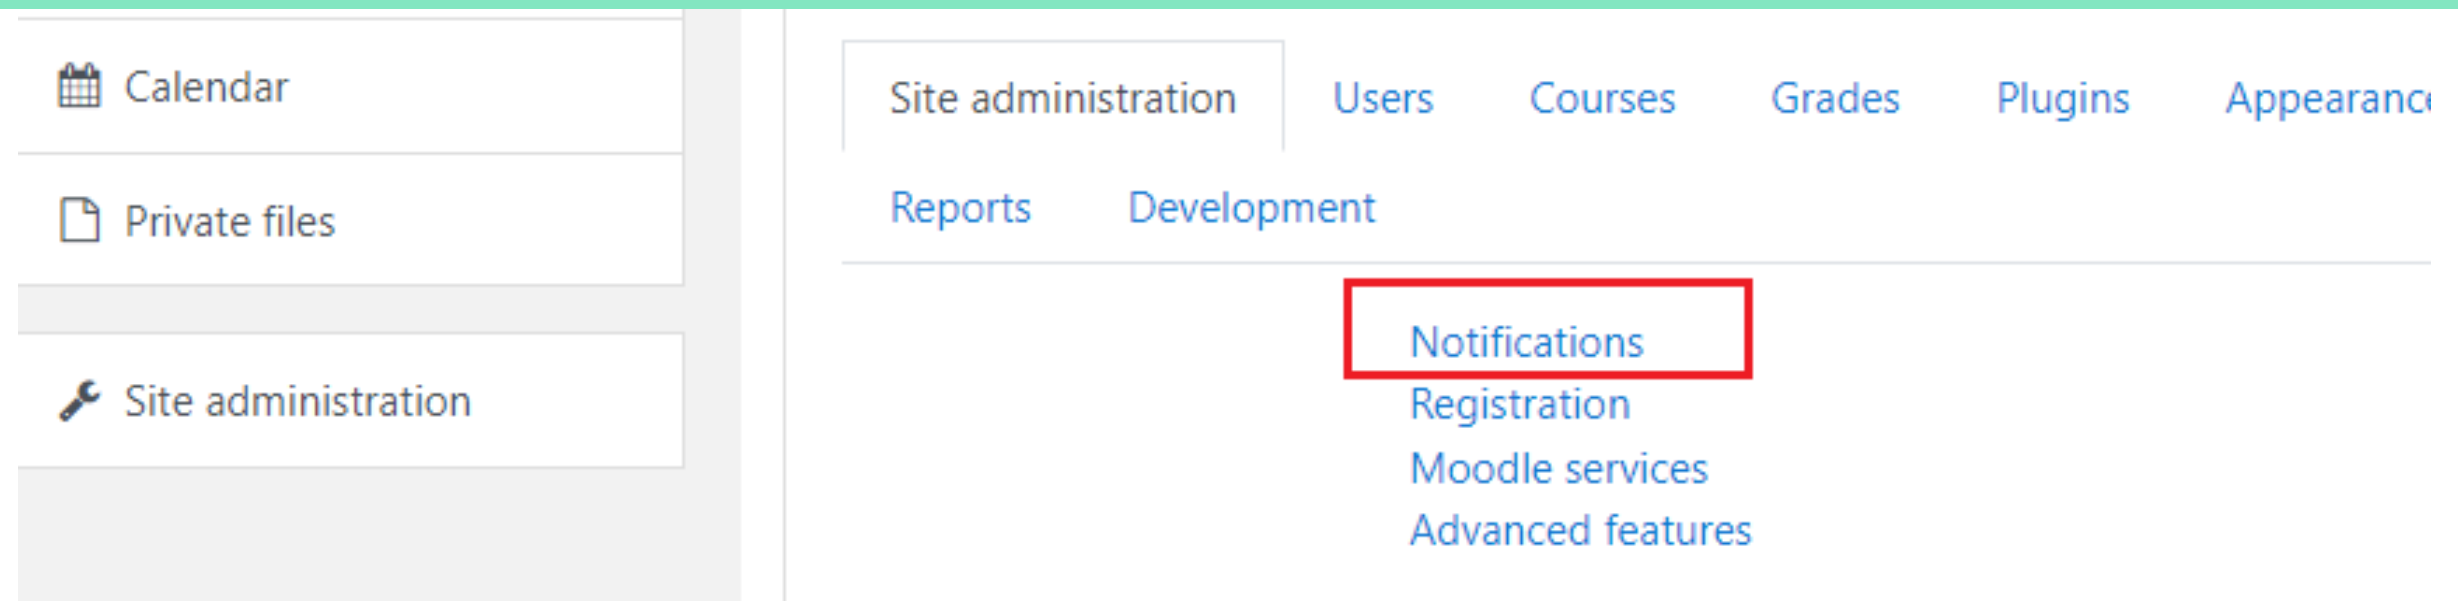 Calendar
Private files
Site administration
Site administration Users Courses Grades Plugins Appearance
Reports Development
Notifications
Registration
Moodle services
Advanced features